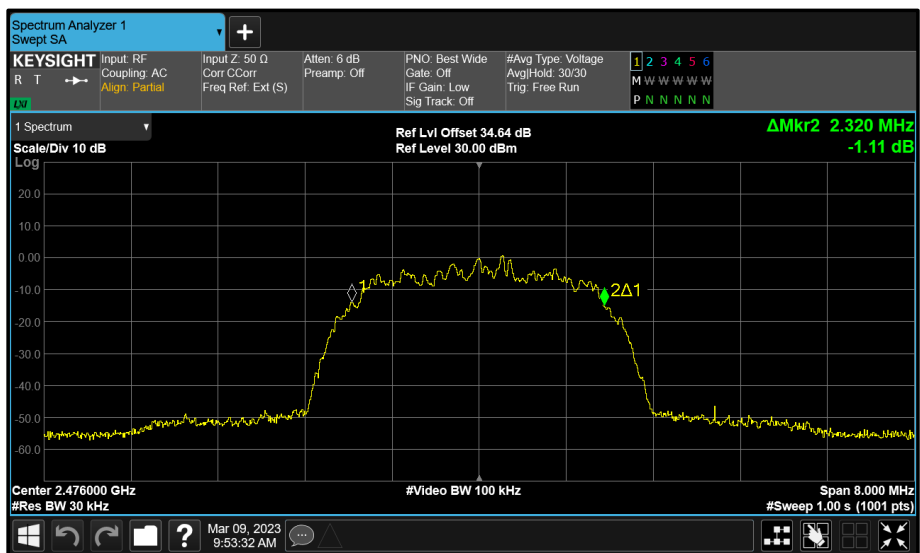 Spectrum Analyzer 1
Swept SA
+
KEYSIGHT
R T
LXI
Input: RF
Coupling: AC
Align: Partial
Input Z: 50 Ω
Corr CCorr
Freq Ref: Ext (S)
Atten: 6 dB
Preamp: Off
PNO: Best Wide
Gate: Off
IF Gain: Low
Sig Track: Off
#Avg Type: Voltage
Avg|Hold: 30/30
Trig: Free Run
1 2 3 4 5 6
M W W W W W
P N N N N N
1 Spectrum
Scale/Div 10 dB
Log
Ref Lvl Offset 34.64 dB
Ref Level 30.00 dBm
ΔMkr2 2.320 MHz
-1.11 dB
20.0
10.0
0.00
-10.0
-20.0
-30.0
-40.0
-50.0
-60.0
1
2Δ1
Center 2.476000 GHz
#Res BW 30 kHz
#Video BW 100 kHz
Span 8.000 MHz
#Sweep 1.00 s (1001 pts)
?
Mar 09, 2023
9:53:32 AM